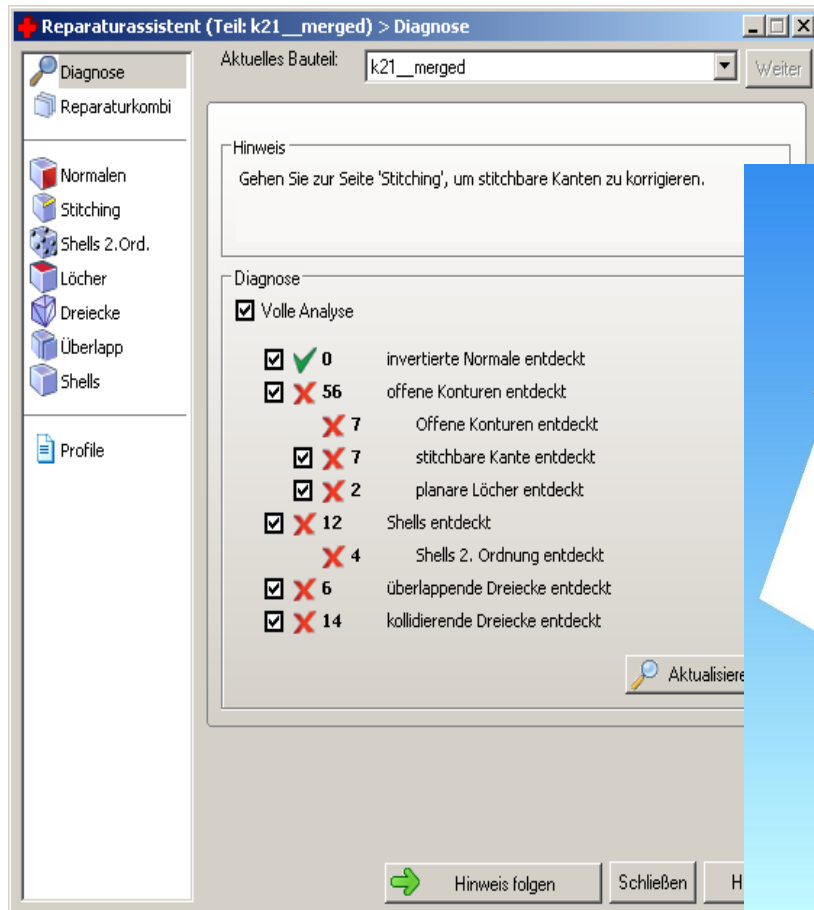 Reparaturassistent (Teil: k21__merged) > Diagnose
Diagnose
Reparaturkombi
Normalen
Stitching
Shells 2.Ord.
Löcher
Dreiecke
Überlapp
Shells
Profile
Aktuelles Bauteil:
k21__merged
Weiter
Hinweis
Gehen Sie zur Seite 'Stitching', um stitchbare Kanten zu korrigieren.
Diagnose
Volle Analyse
0 invertierte Normale entdeckt
56 offene Konturen entdeckt
7 Offene Konturen entdeckt
7 stitchbare Kante entdeckt
2 planare Löcher entdeckt
12 Shells entdeckt
4 Shells 2. Ordnung entdeckt
6 überlappende Dreiecke entdeckt
14 kollidierende Dreiecke entdeckt
Aktualisiere
Hinweis folgen
Schließen
H